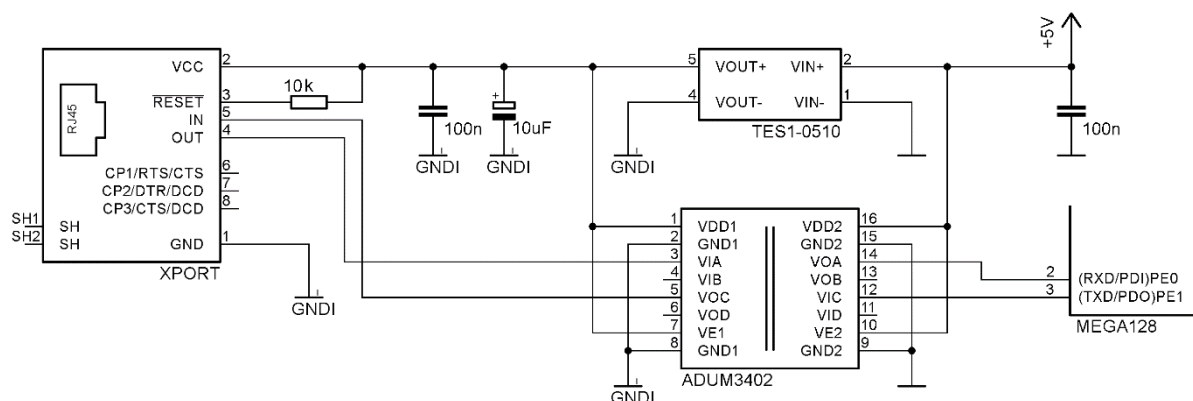 +5V
VCC 2
RJ45
RESET 3
10k
IN 5
OUT 4
CP1/RTS/CTS 6
CP2/DTR/DCD 7
CP3/CTS/DCD 8
SH1 SH
SH2 SH
GND 1
XPORT
GNDI
100n
GNDI
+
10uF
GNDI
5 VOUT+ VIN+ 2
4 VOUT- VIN- 1
TES1-0510
GNDI
100n
1 VDD1 VDD2 16
2 GND1 GND2 15
3 VIA VOA 14
4 VIB VOB 13
5 VOC VIC 12
6 VOD VID 11
7 VE1 VE2 10
8 GND1 GND2 9
ADUM3402
GNDI
2 (RXD/PDI)PE0
3 (TXD/PDO)PE1
MEGA128